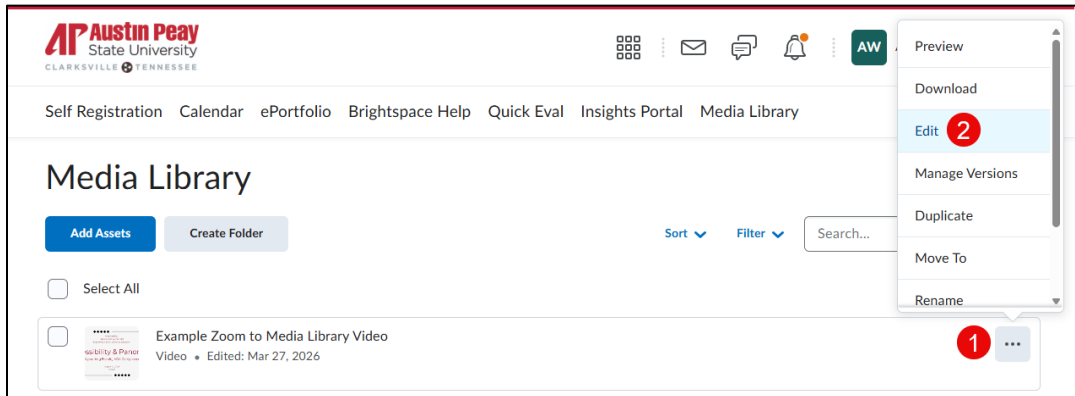 Austin Peay
State University
CLARKSVILLE TENNESSEE
AW
Self Registration Calendar ePortfolio Brightspace Help Quick Eval Insights Portal Media Library
Media Library
Add Assets Create Folder Sort Filter Search...
Select All
Example Zoom to Media Library Video
Video • Edited: Mar 27, 2026
1 ...
Preview
Download
Edit 2
Manage Versions
Duplicate
Move To
Rename